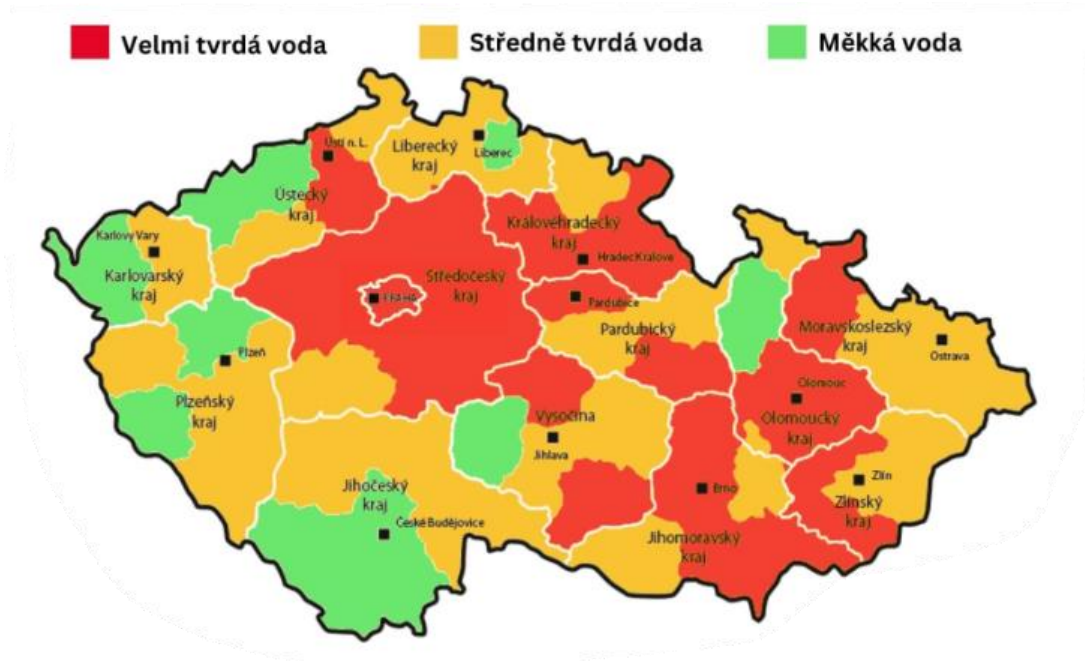 Velmi tvrdá voda
Středně tvrdá voda
Měkká voda
Ústí n. L.
Liberecký
kraj
Liberec
Ústecký
kraj
Karlovy Vary
Karlovarský
kraj
Královéhradecký
kraj
Hradec Kralove
Středočeský
kraj
PRAHA
Pardubice
Pardubický
kraj
Moravskoslezský
kraj
Ostrava
Plzeň
Plzeňský
kraj
Olomouc
Olomoucký
kraj
Vysočina
Jihlava
Zlín
Zlínský
kraj
Brno
Jihočeský
kraj
České Budějovice
Jihomoravský
kraj